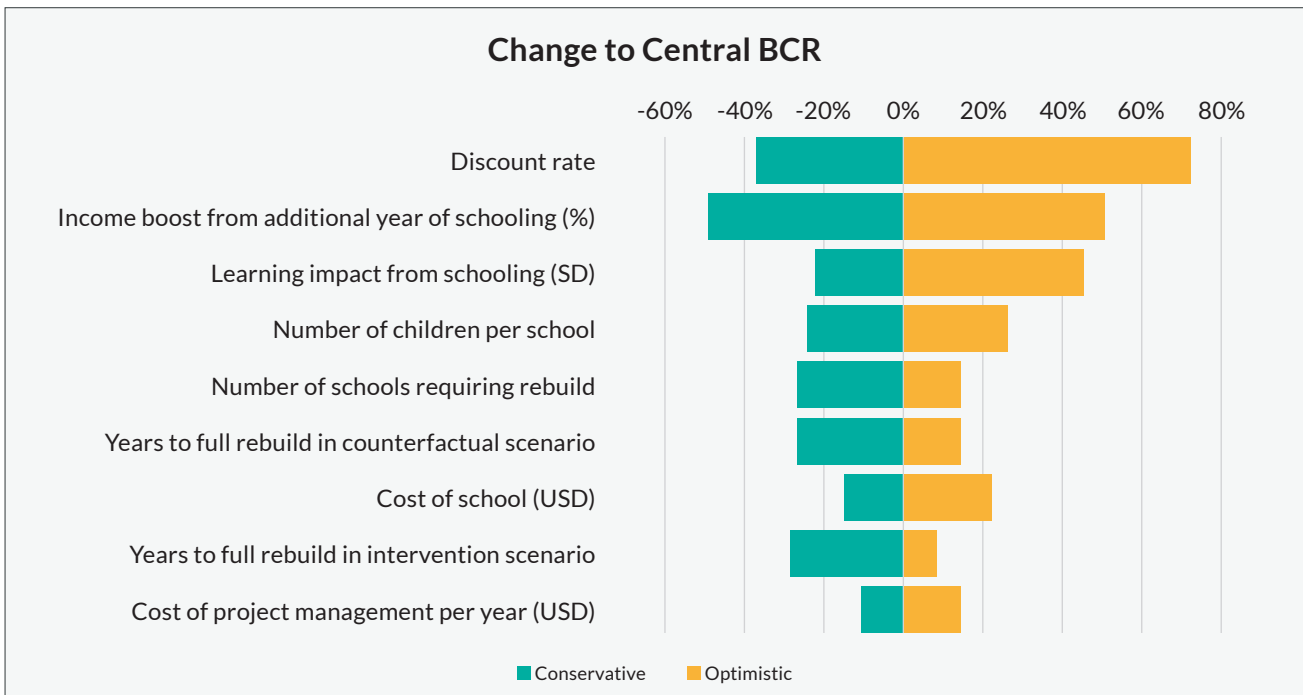 Change to Central BCR
-60% -40% -20% 0% 20% 40% 60% 80%
Discount rate
Income boost from additional year of schooling (%)
Learning impact from schooling (SD)
Number of children per school
Number of schools requiring rebuild
Years to full rebuild in counterfactual scenario
Cost of school (USD)
Years to full rebuild in intervention scenario
Cost of project management per year (USD)
Conservative Optimistic